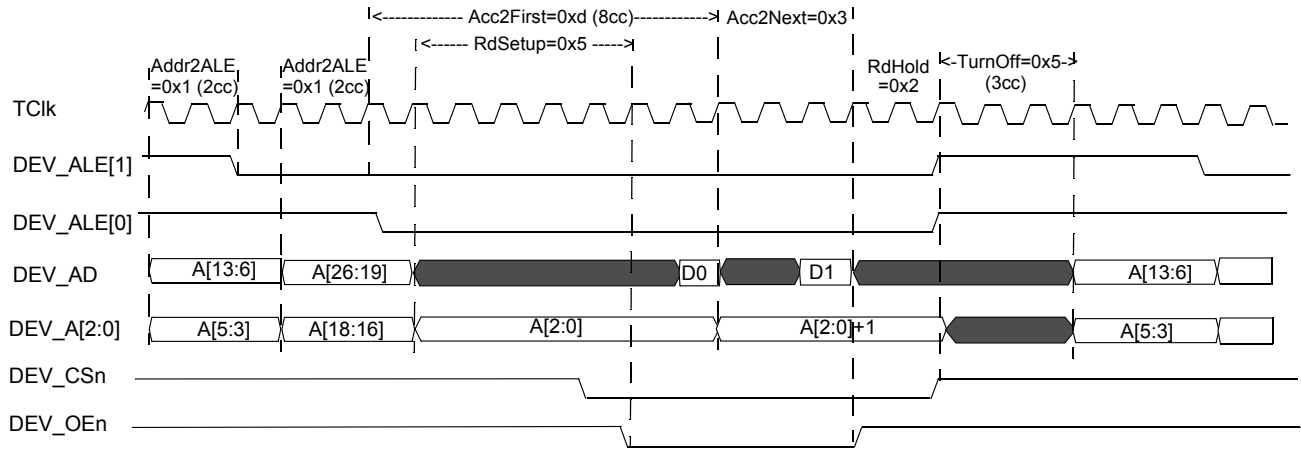 <------------- Acc2First=0xd (8cc)-------------> Acc2Next=0x3
<------ RdSetup=0x5 ----->
Addr2ALE
=0x1 (2cc)
Addr2ALE
=0x1 (2cc)
RdHold
=0x2
<-TurnOff=0x5->
(3cc)
TClk
DEV_ALE[1]
DEV_ALE[0]
DEV_AD A[13:6] A[26:19] D0 D1 A[13:6]
DEV_A[2:0] A[5:3] A[18:16] A[2:0] A[2:0]+1 A[5:3]
DEV_CSn
DEV_OEn